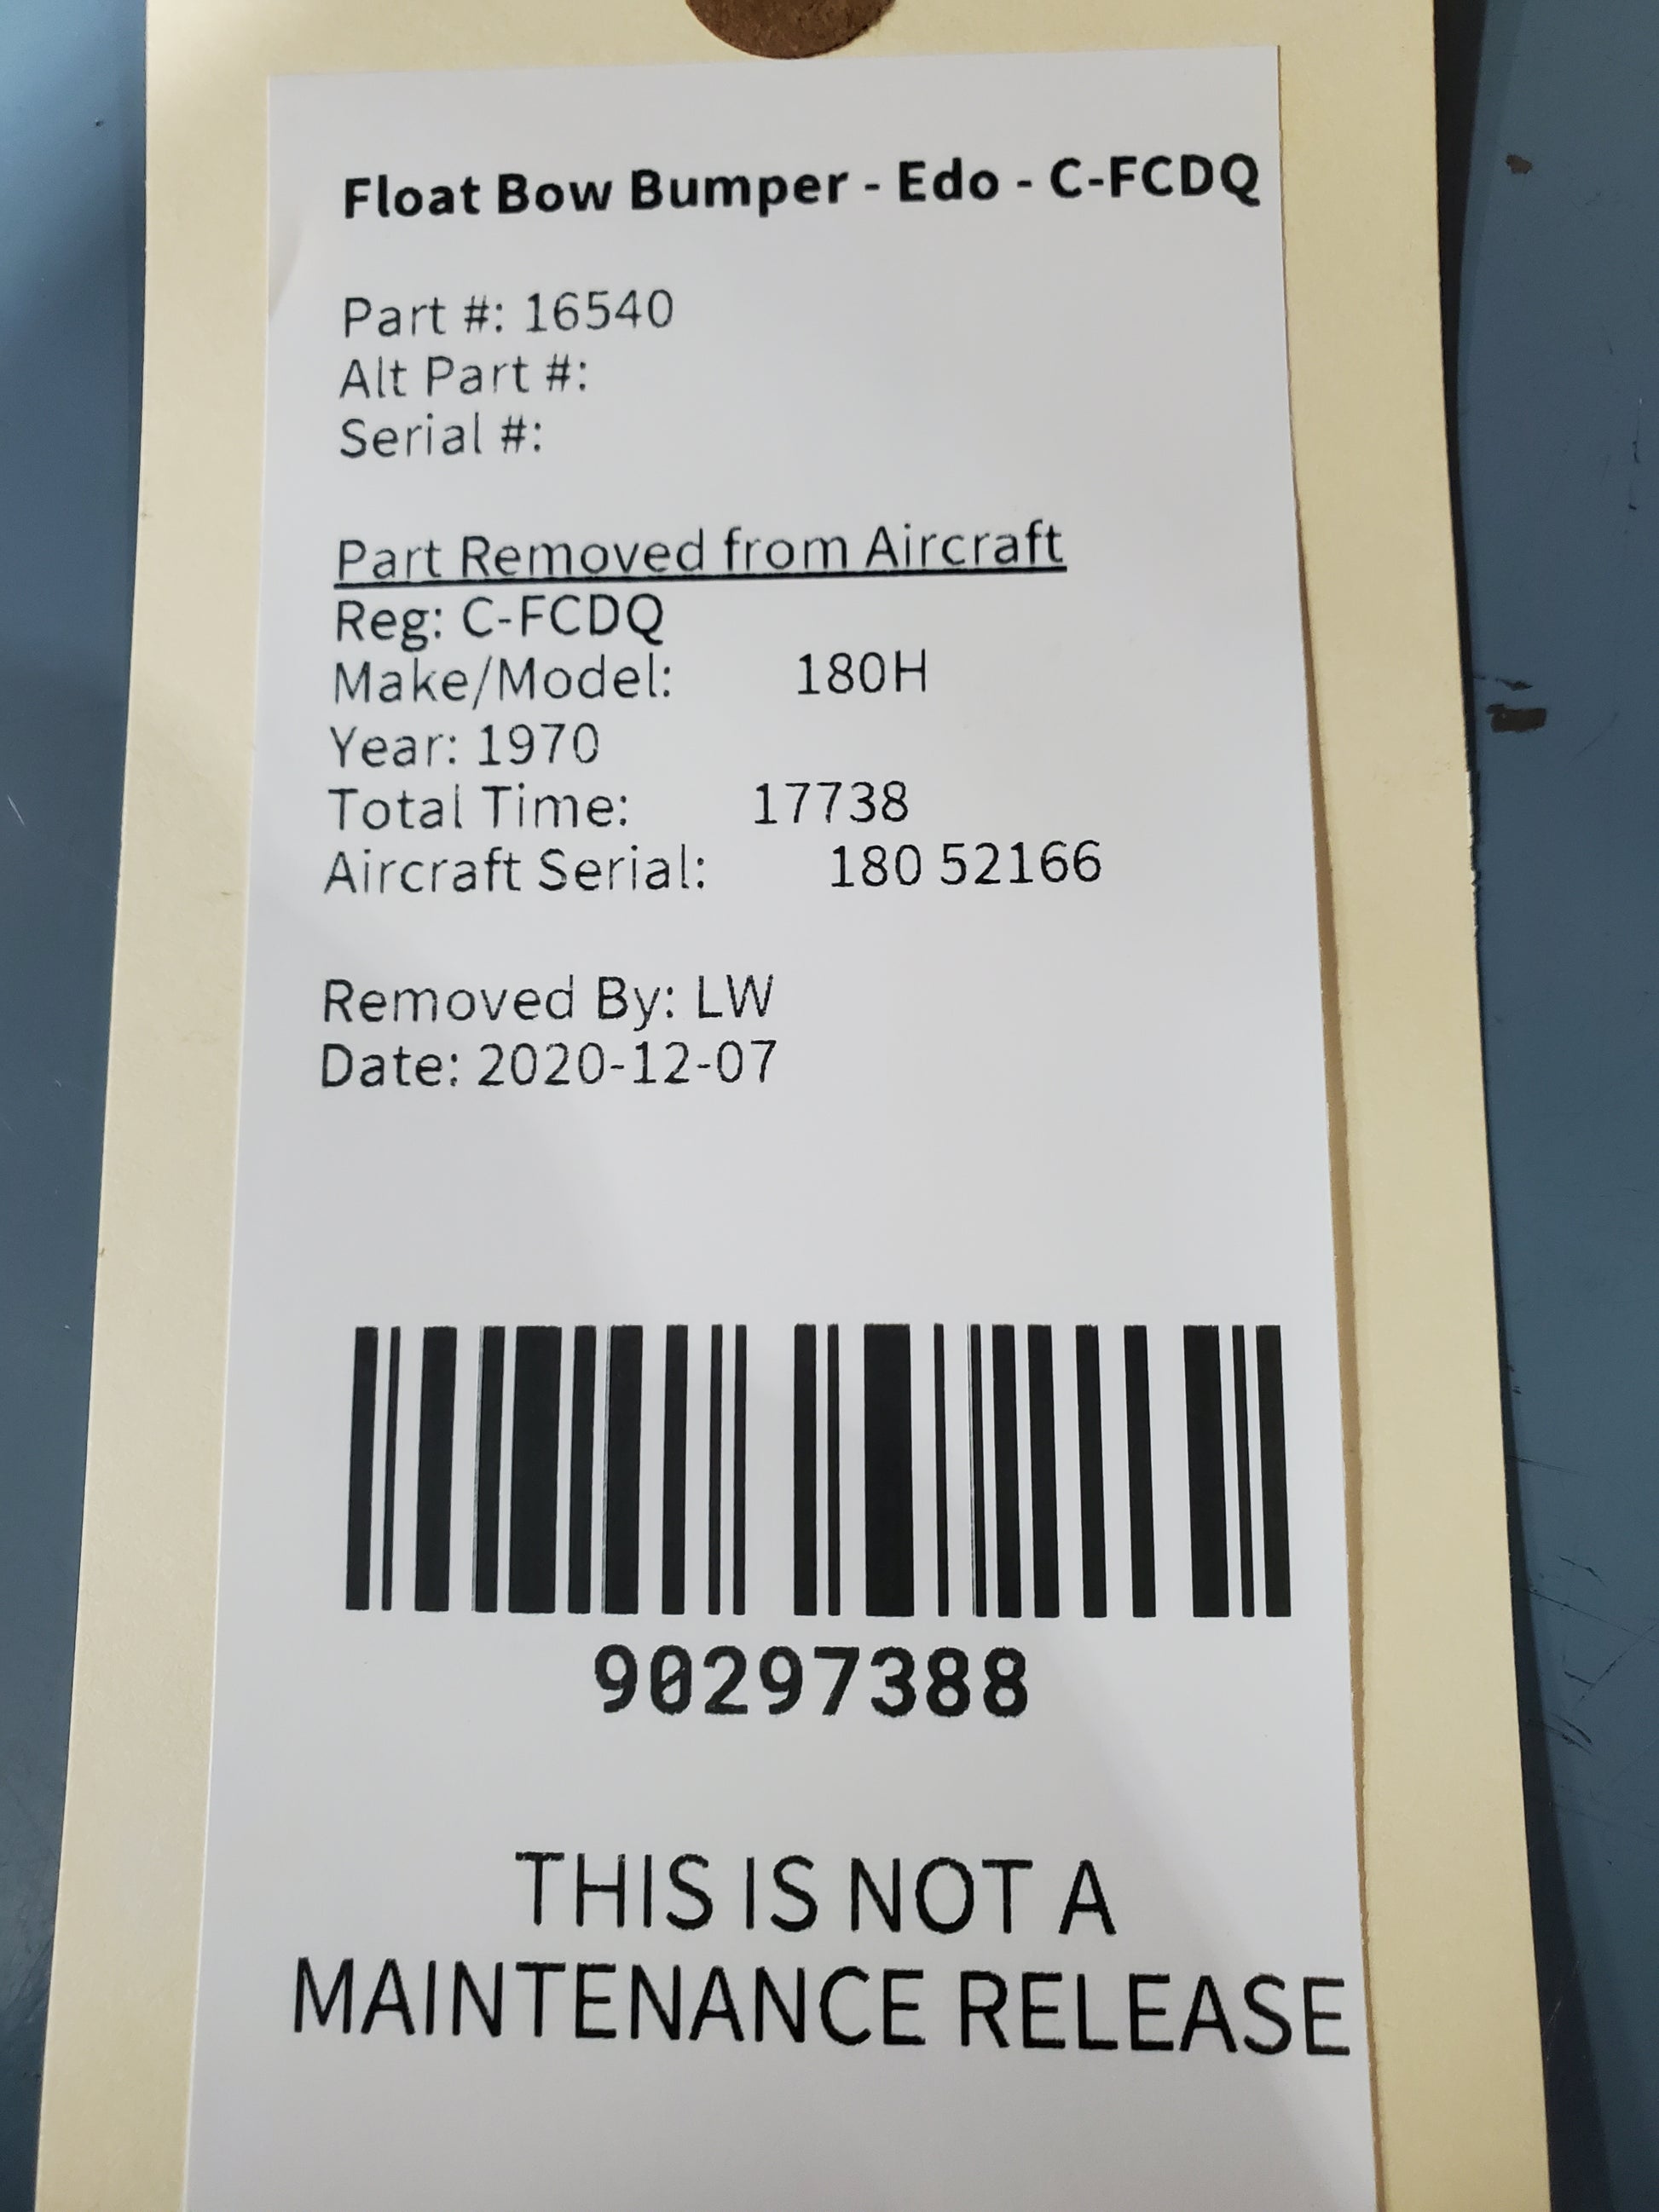 Float Bow Bumper - Edo - C-FCDQ
Part #: 16540
Alt Part #:
Serial #:
Part Removed from Aircraft
Reg: C-FCDQ
Make/Model: 180H
Year: 1970
Total Time: 17738
Aircraft Serial: 180 52166
Removed By: LW
Date: 2020-12-07
90297388
THIS IS NOT A
MAINTENANCE RELEASE